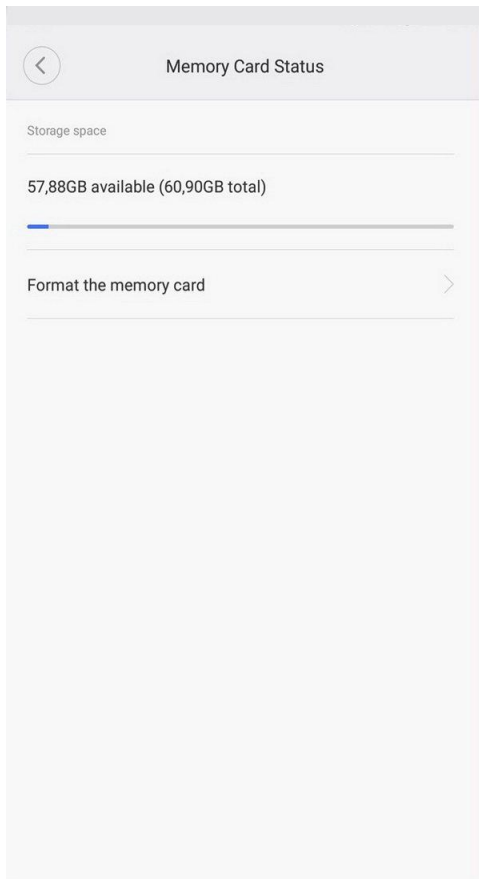 Memory Card Status
Storage space
57,88GB available (60,90GB total)
Format the memory card